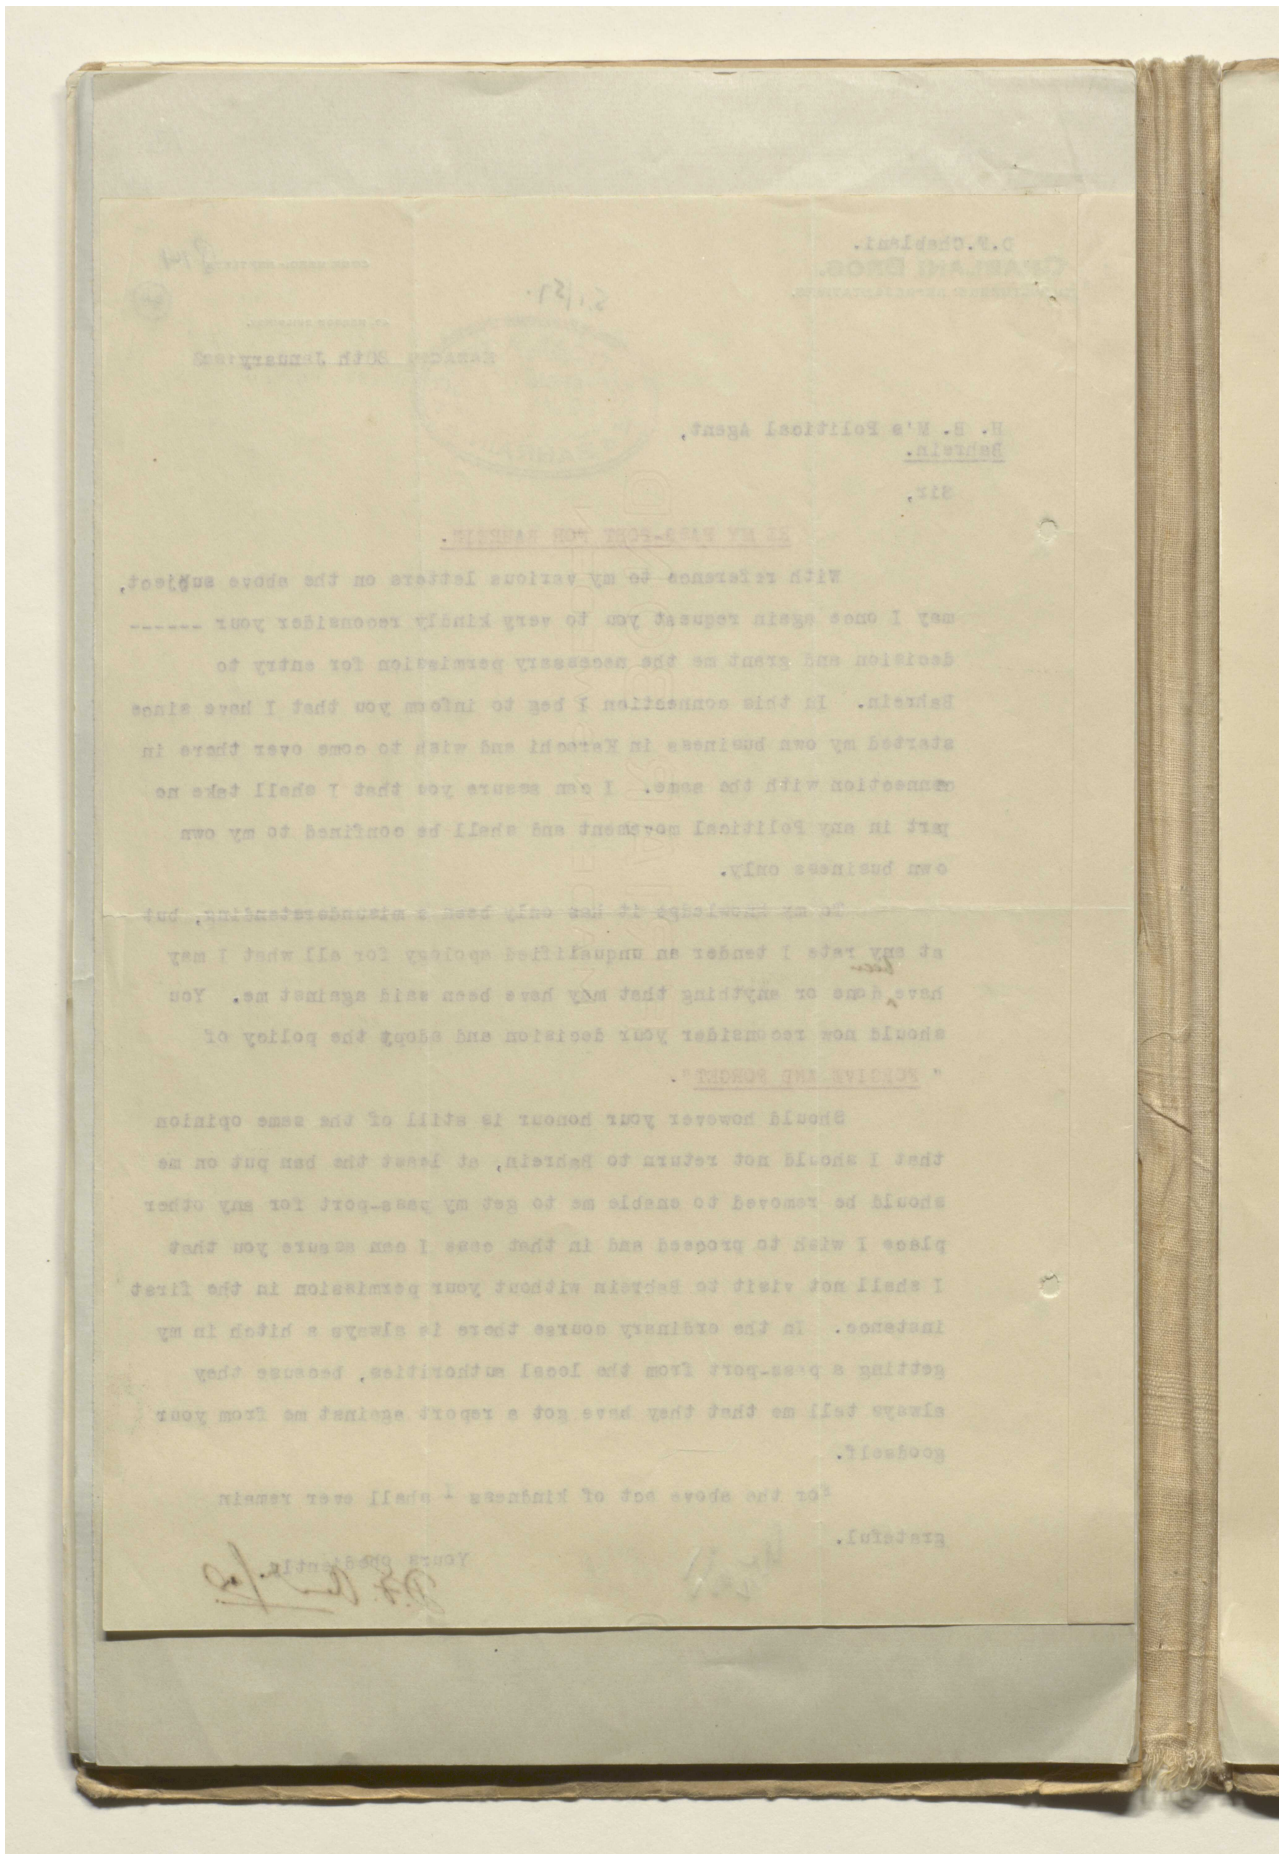 D.F.Chablani.
CHABLANI BROS.
KARACHI 20th January
H. B. M's Political Agent,
Bahrein.
Sir,
RE MY PASS-PORT FOR BAHREIN.
With reference to my various letters on the above subject,
may I once again request you to very kindly reconsider your ------
decision and grant me the necessary permission for entry to
Bahrein. In this connection I beg to inform you that I have since
started my own business in Karachi and wish to come over there in
connection with the same. I can assure you that I shall take no
part in any Political movement and shall be confined to my own
own business only.
To my knowledge it has only been a misunderstanding, but
at any rate I tender an unqualified apology for all what I may
have been done or anything that may have been said against me. You
should now reconsider your decision and adopt the policy of
" FORGIVE AND FORGET".
Should however your honour is still of the same opinion
that I should not return to Bahrein, at least the ban put on me
should be removed to enable me to get my pass-port for any other
place I wish to proceed and in that case I can assure you that
I shall not visit to Bahrein without your permission in the first
instance. In the ordinary course there is always a hitch in my
getting a pass-port from the local authorities, because they
always tell me that they have got a report against me from your
goodself.
For the above act of kindness I shall ever remain
grateful.
Yours obediently